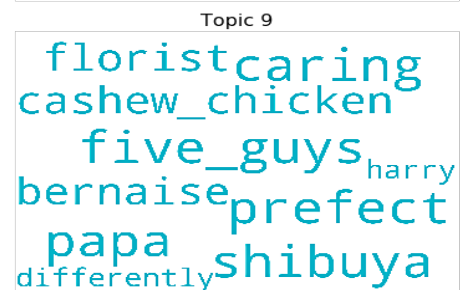 Topic 9
florist caring
cashew_chicken
five_guys
harry
bernaise prefect
papa shibuya
differently